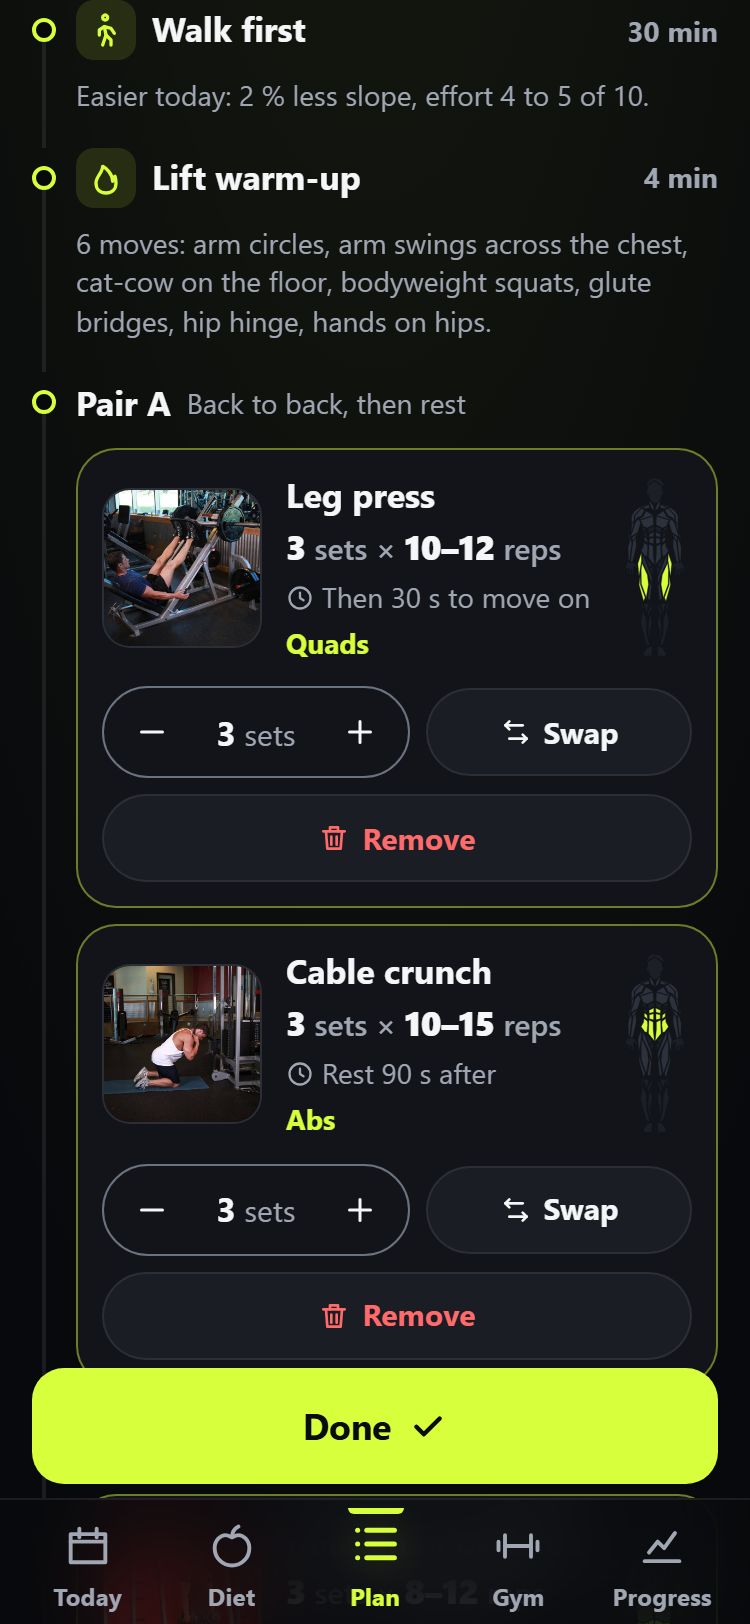 Walk first
30 min
Easier today: 2 % less slope, effort 4 to 5 of 10.
Lift warm-up
4 min
6 moves: arm circles, arm swings across the chest,
cat-cow on the floor, bodyweight squats, glute
bridges, hip hinge, hands on hips.
Pair A Back to back, then rest
Leg press
3 sets × 10–12 reps
Then 30 s to move on
Quads
3 sets
Swap
Remove
Cable crunch
3 sets × 10–15 reps
Rest 90 s after
Abs
3 sets
Swap
Remove
Done
3 se 8–12
Today
Diet
Plan
Gym
Progress